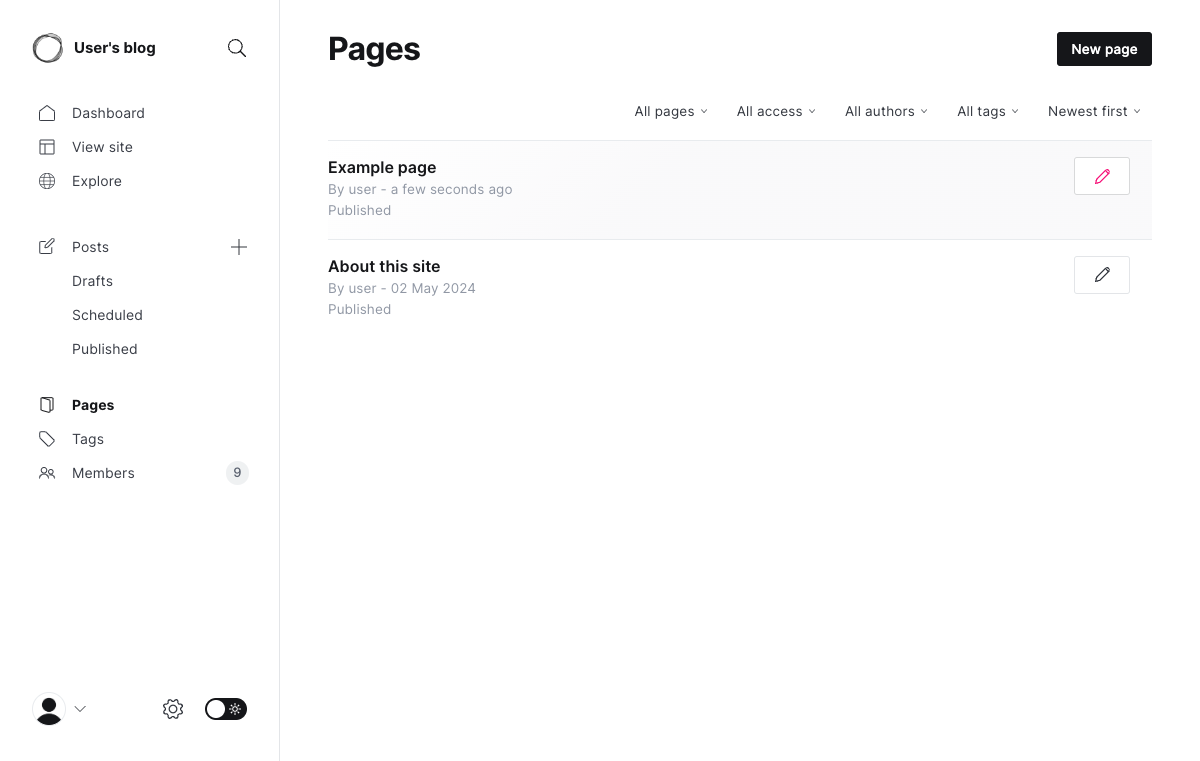 User's blog
Dashboard
View site
Explore
Posts
Drafts
Scheduled
Published
Pages
Tags
Members 9
Pages
New page
All pages All access All authors All tags Newest first
Example page
By user - a few seconds ago
Published
About this site
By user - 02 May 2024
Published